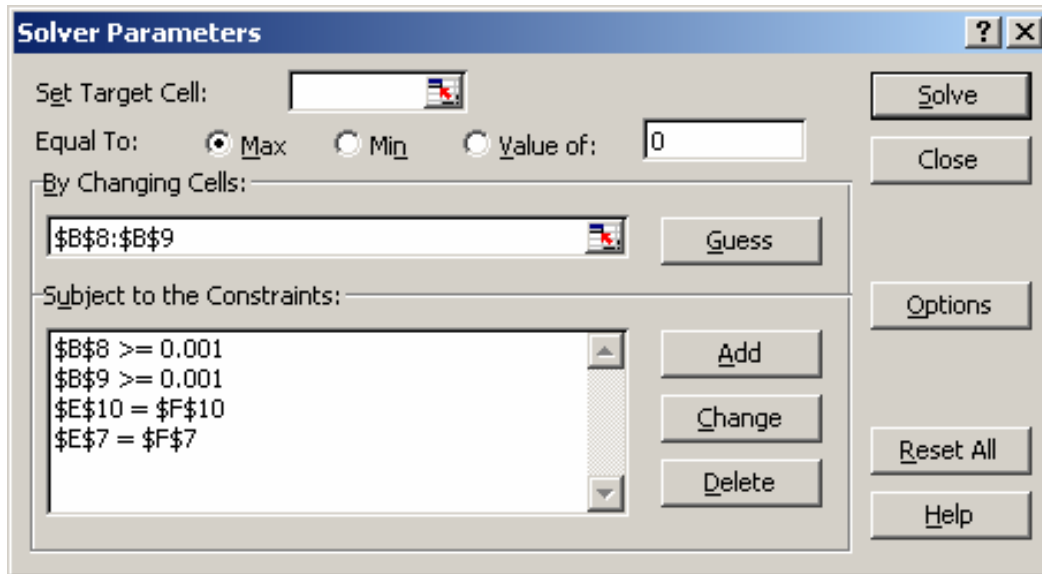 Solver Parameters
? X
Set Target Cell:
Solve
Equal To: Max Min Value of: 0
Close
By Changing Cells:
$B$8:$B$9
Guess
Subject to the Constraints:
Options
$B$8 >= 0.001
Add
$B$9 >= 0.001
$E$10 = $F$10
Change
$E$7 = $F$7
Reset All
Delete
Help